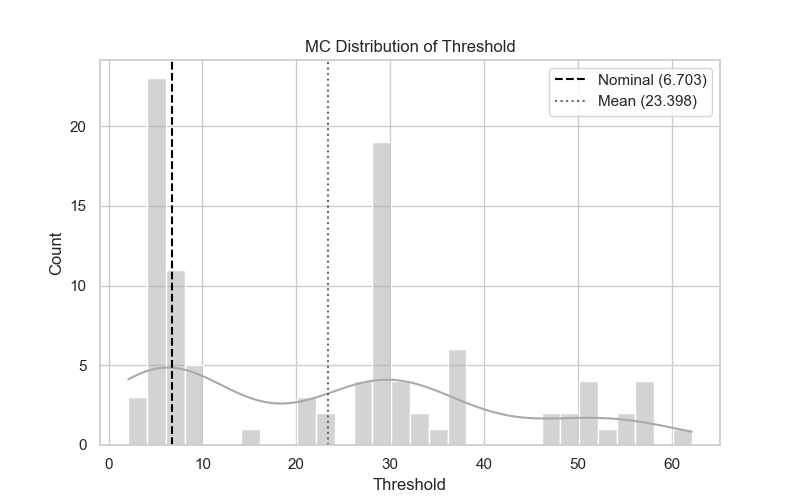 MC Distribution of Threshold
Nominal (6.703)
Mean (23.398)
20
15
10
5
0
Count
0 10 20 30 40 50 60
Threshold